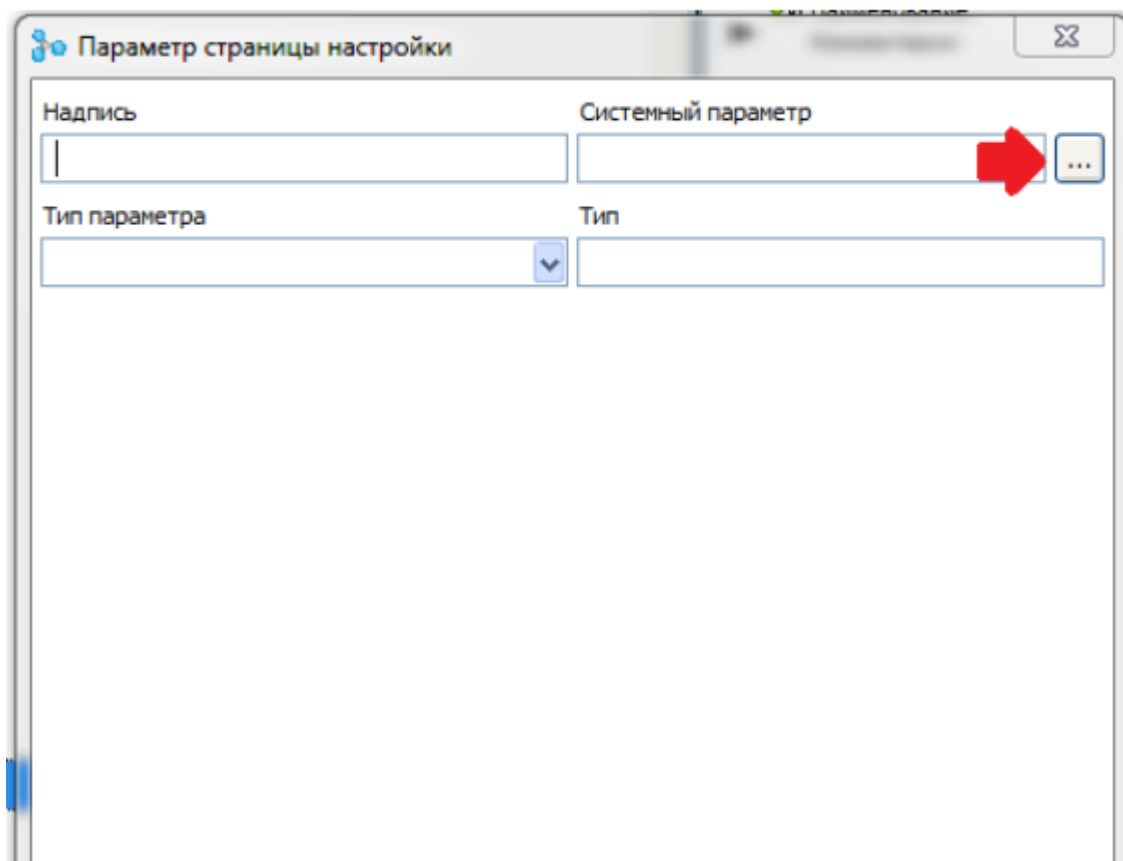 Параметр страницы настройки
Надпись
Системный параметр
...
Тип параметра
Тип